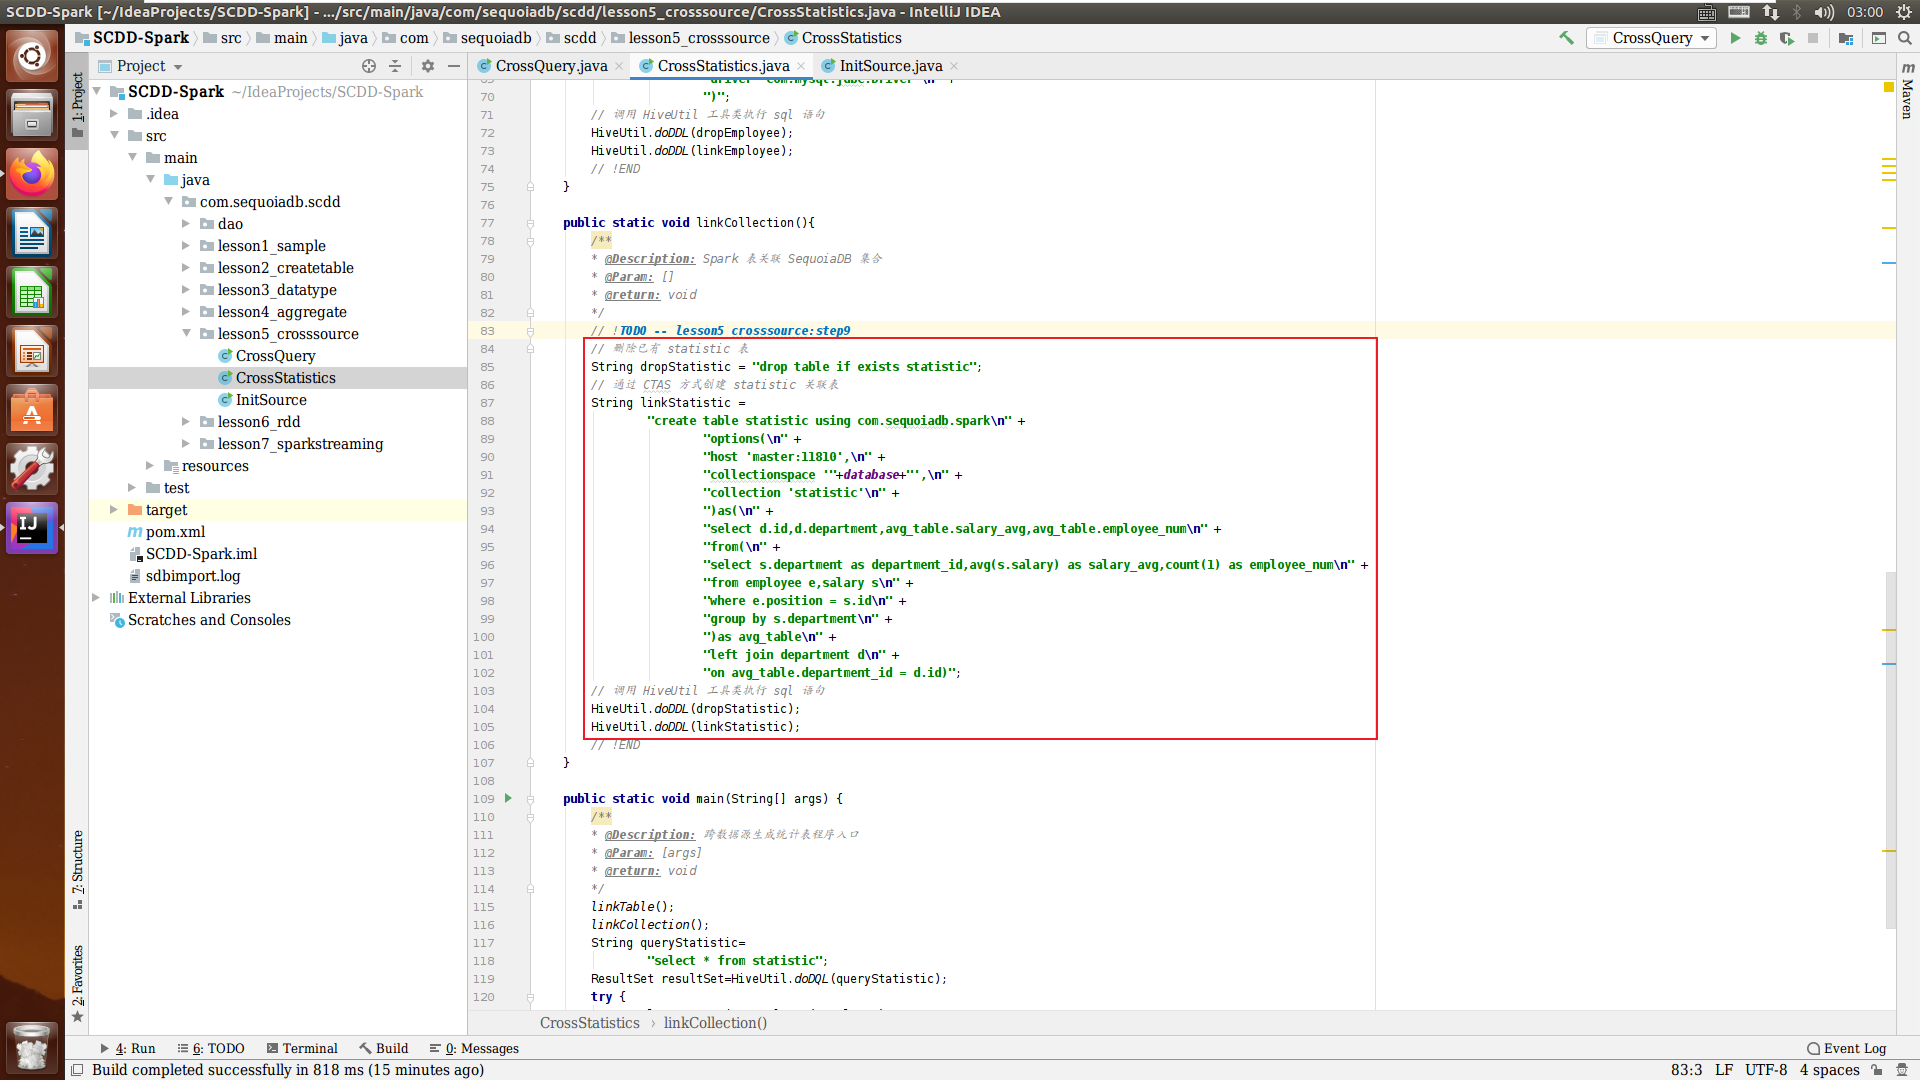 SCDD-Spark [~/IdeaProjects/SCDD-Spark] - .../src/main/java/com/sequoiadb/scdd/lesson5_crosssource/CrossStatistics.java - IntelliJ IDEA
03:00
SCDD-Spark
src
main
java
com
sequoiadb
scdd
lesson5_crosssource
CrossStatistics
CrossQuery
Project
CrossQuery.java
CrossStatistics.java
InitSource.java
1: Project
Maven
SCDD-Spark ~/IdeaProjects/SCDD-Spark
.idea
src
main
java
com.sequoiadb.scdd
dao
lesson1_sample
lesson2_createtable
lesson3_datatype
lesson4_aggregate
lesson5_crosssource
CrossQuery
CrossStatistics
InitSource
lesson6_rdd
lesson7_sparkstreaming
resources
test
target
pom.xml
SCDD-Spark.iml
sdbimport.log
External Libraries
Scratches and Consoles
7: Structure
2: Favorites
70 ")";
71 // 调用 HiveUtil 工具类执行 sql 语句
72 HiveUtil.doDDL(dropEmployee);
73 HiveUtil.doDDL(linkEmployee);
74 // !END
75 }
76
77 public static void linkCollection(){
78 /**
79 * @Description: Spark 表关联 SequoiaDB 集合
80 * @Param: []
81 * @return: void
82 */
83 // !TODO -- lesson5_crosssource:step9
84 // 删除已有 statistic 表
85 String dropStatistic = "drop table if exists statistic";
86 // 通过 CTAS 方式创建 statistic 关联表
87 String linkStatistic =
88 "create table statistic using com.sequoiadb.spark\n" +
89 "options(\n" +
90 "host 'master:11810',\n" +
91 "collectionspace '"+database+"',\n" +
92 "collection 'statistic'\n" +
93 ")as(\n" +
94 "select d.id,d.department,avg_table.salary_avg,avg_table.employee_num\n" +
95 "from(\n" +
96 "select s.department as department_id,avg(s.salary) as salary_avg,count(1) as employee_num\n" +
97 "from employee e,salary s\n" +
98 "where e.position = s.id\n" +
99 "group by s.department\n" +
100 ")as avg_table\n" +
101 "left join department d\n" +
102 "on avg_table.department_id = d.id)";
103 // 调用 HiveUtil 工具类执行 sql 语句
104 HiveUtil.doDDL(dropStatistic);
105 HiveUtil.doDDL(linkStatistic);
106 // !END
107 }
108
109 public static void main(String[] args) {
110 /**
111 * @Description: 跨数据源生成统计表程序入口
112 * @Param: [args]
113 * @return: void
114 */
115 linkTable();
116 linkCollection();
117 String queryStatistic=
118 "select * from statistic";
119 ResultSet resultSet=HiveUtil.doDQL(queryStatistic);
120 try {
CrossStatistics
linkCollection()
4: Run
6: TODO
Terminal
Build
0: Messages
Event Log
Build completed successfully in 818 ms (15 minutes ago)
83:3
LF
UTF-8
4 spaces